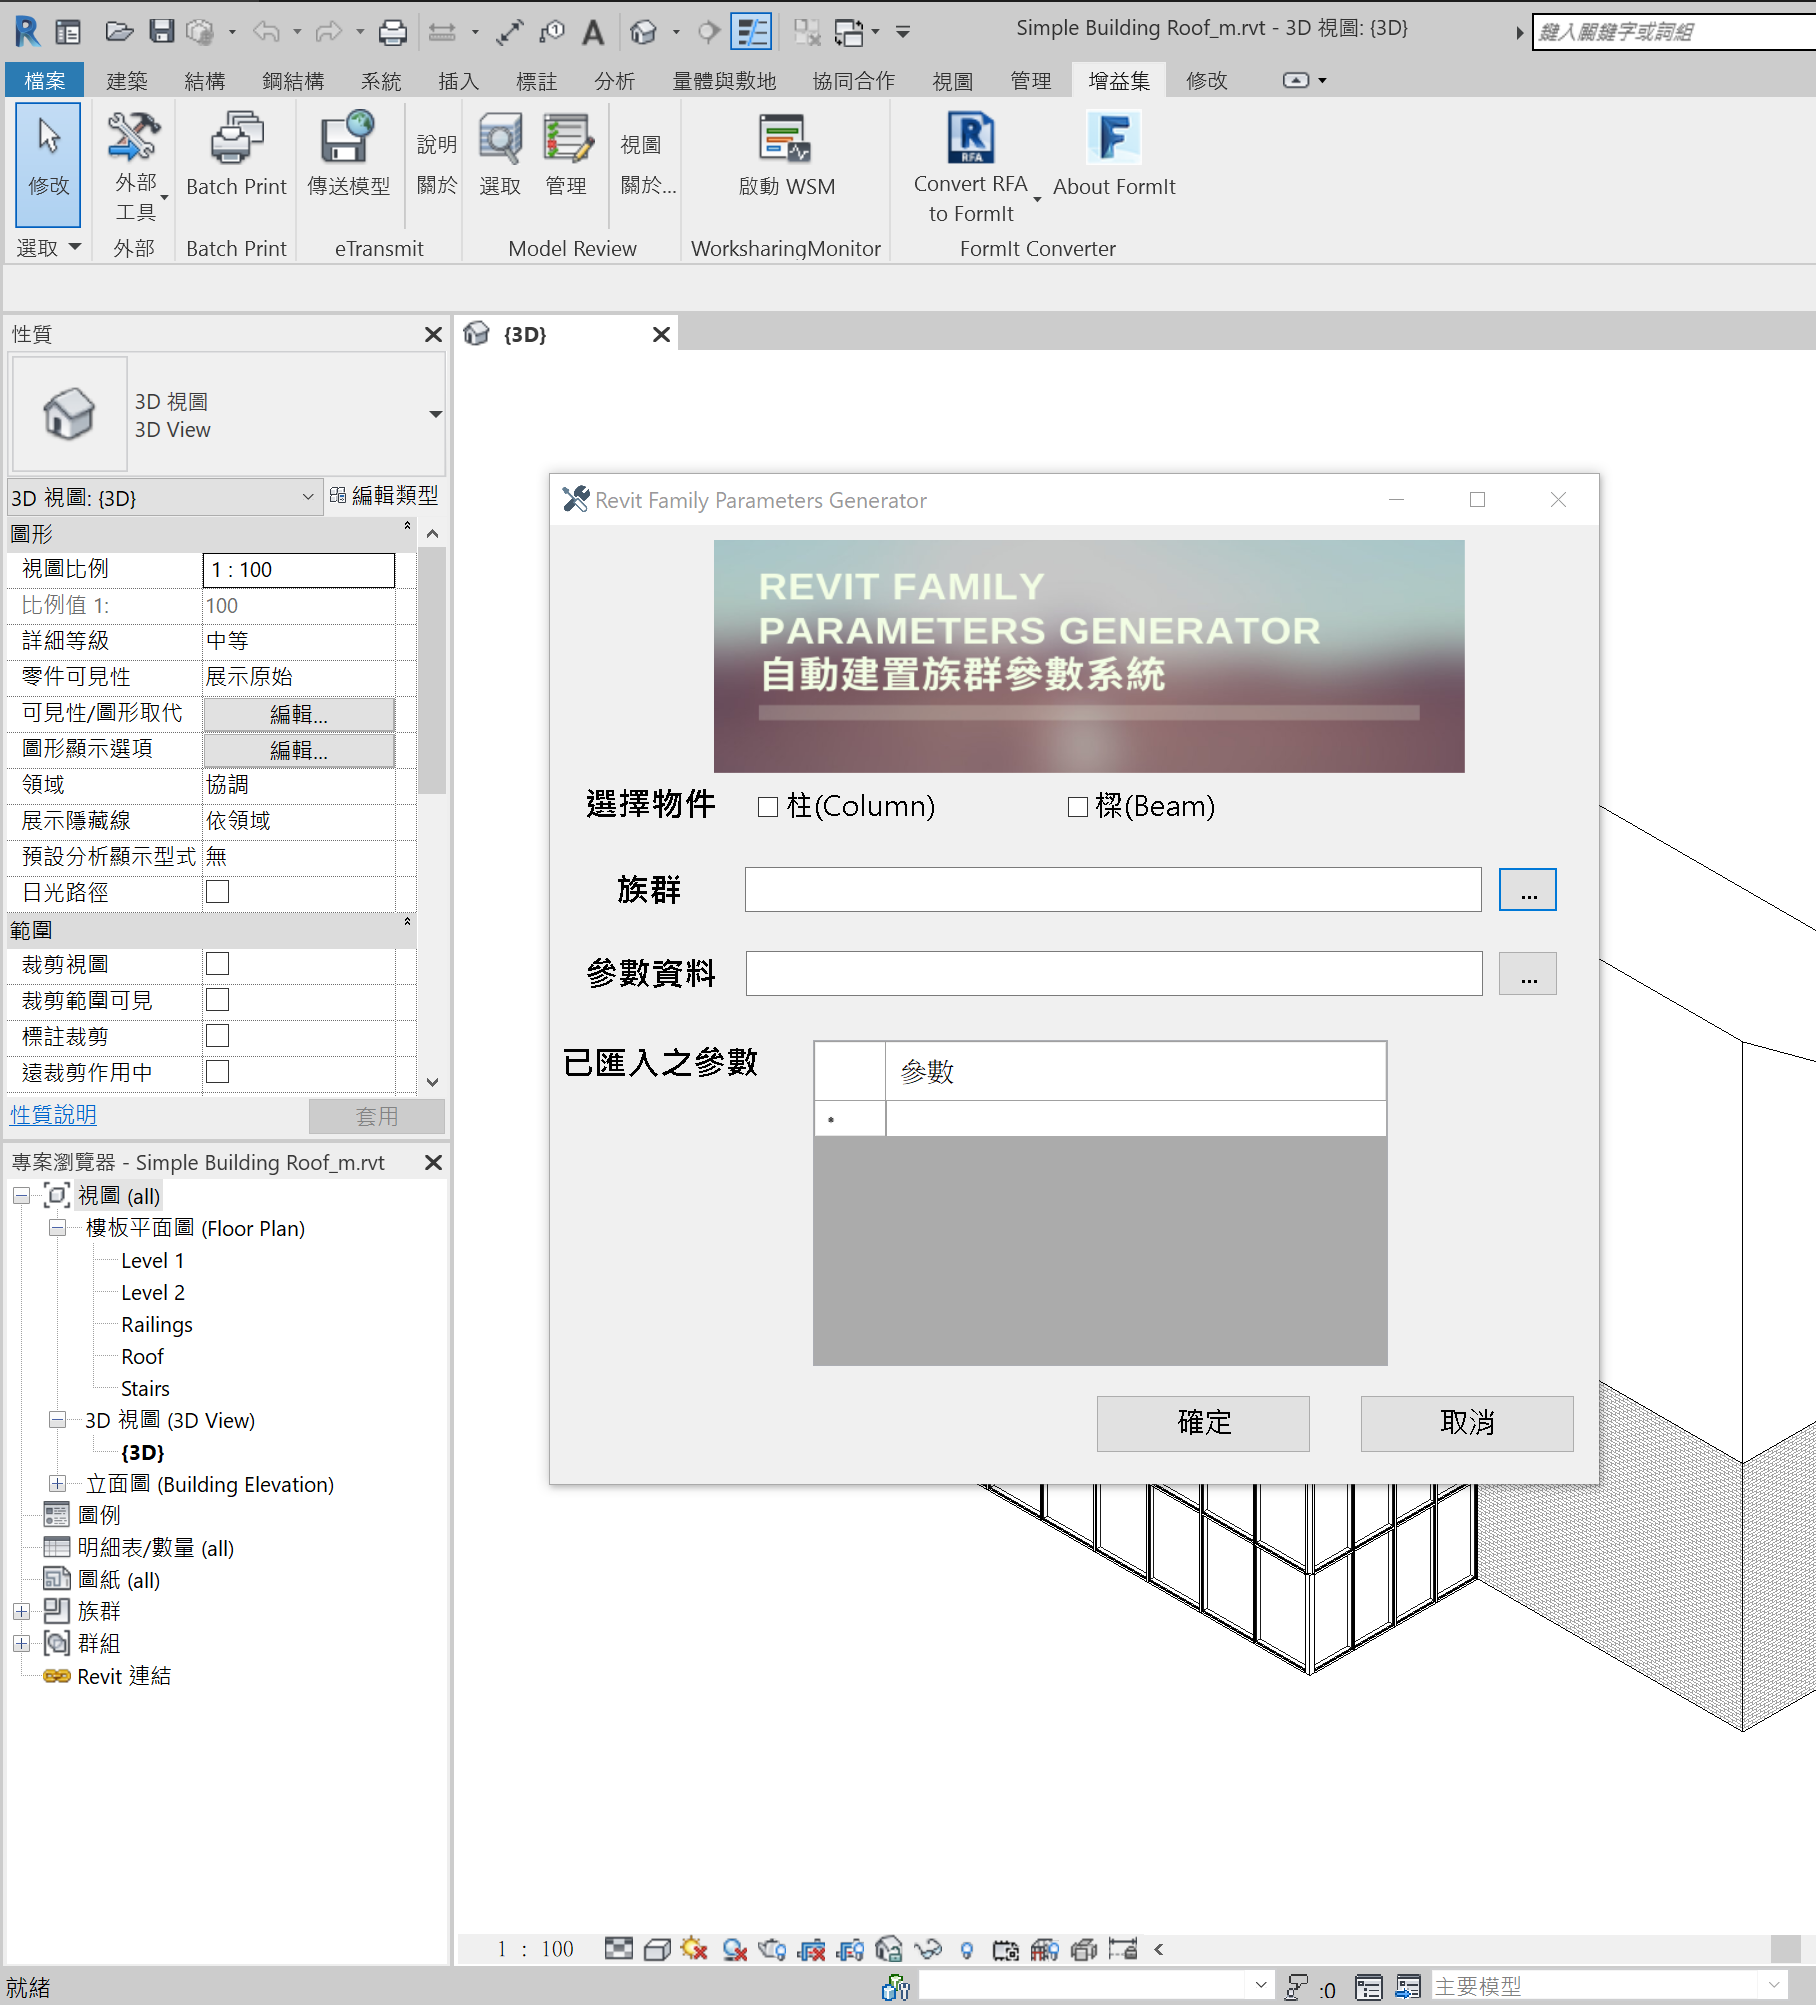 Simple Building Roof_m.rvt - 3D 視圖: {3D}
鍵入關鍵字或詞組
檔案 建築 結構 鋼結構 系統 插入 標註 分析 量體與敷地 協同合作 視圖 管理 增益集 修改
修改
外部
工具
Batch Print
傳送模型
說明
關於
選取
管理
視圖
關於...
啟動 WSM
Convert RFA
to FormIt
About FormIt
選取 外部 Batch Print eTransmit Model Review WorksharingMonitor FormIt Converter
性質
3D 視圖
3D View
3D 視圖: {3D}
編輯類型
圖形
視圖比例 1 : 100
比例值 1: 100
詳細等級 中等
零件可見性 展示原始
可見性/圖形取代 編輯...
圖形顯示選項 編輯...
領域 協調
展示隱藏線 依領域
預設分析顯示型式 無
日光路徑
範圍
裁剪視圖
裁剪範圍可見
標註裁剪
遠裁剪作用中
性質說明 套用
專案瀏覽器 - Simple Building Roof_m.rvt
視圖 (all)
樓板平面圖 (Floor Plan)
Level 1
Level 2
Railings
Roof
Stairs
3D 視圖 (3D View)
{3D}
立面圖 (Building Elevation)
圖例
明細表/數量 (all)
圖紙 (all)
族群
群組
Revit 連結
{3D}
Revit Family Parameters Generator
REVIT FAMILY
PARAMETERS GENERATOR
自動建置族群參數系統
選擇物件 柱(Column) 樑(Beam)
族群 ...
參數資料 ...
已匯入之參數 參數
確定 取消
1 : 100
就緒
:0
主要模型